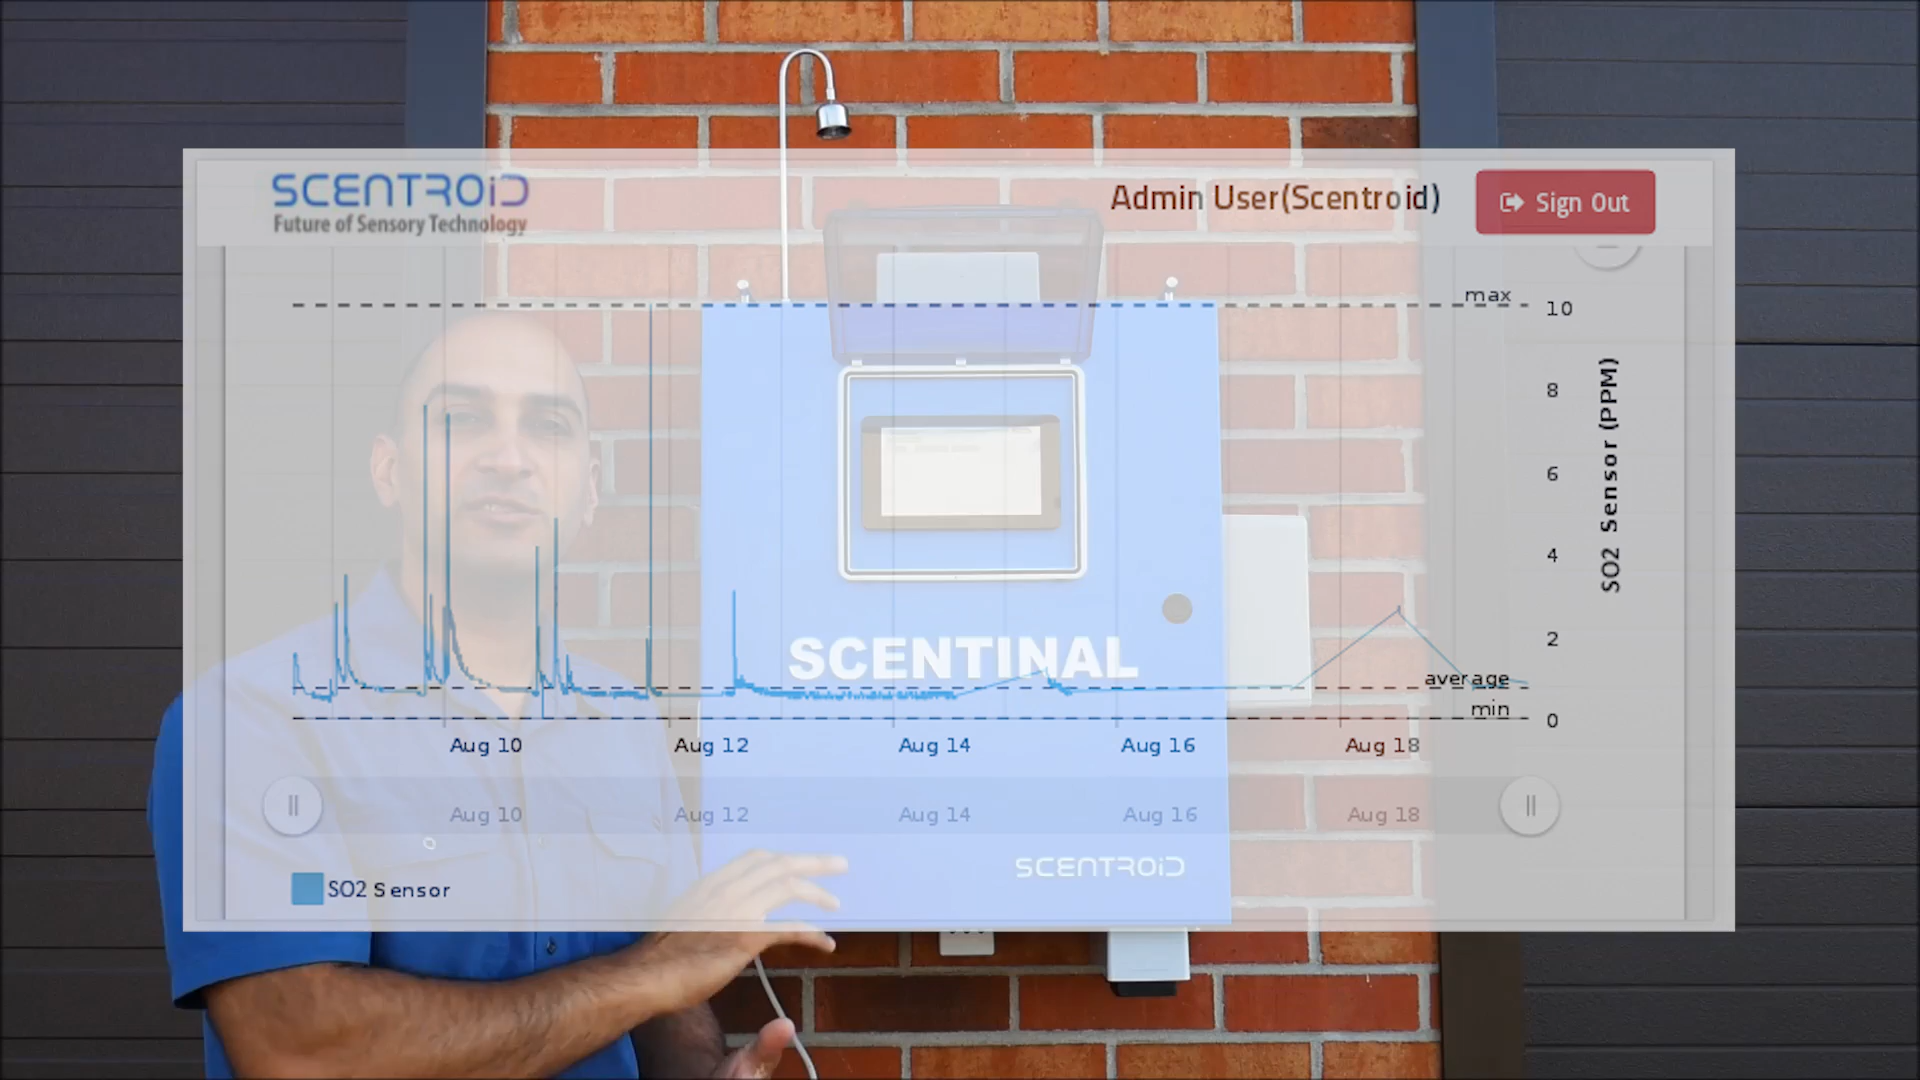 SCENTROID
Future of Sensory Technology
Admin User(Scentroid)
Sign Out
max
10
8
6
4
2
0
SO2 Sensor (PPM)
average
min
SCENTINAL
Aug 10
Aug 12
Aug 14
Aug 16
Aug 18
Aug 10
Aug 12
Aug 14
Aug 16
Aug 18
SCENTROID
SO2 Sensor